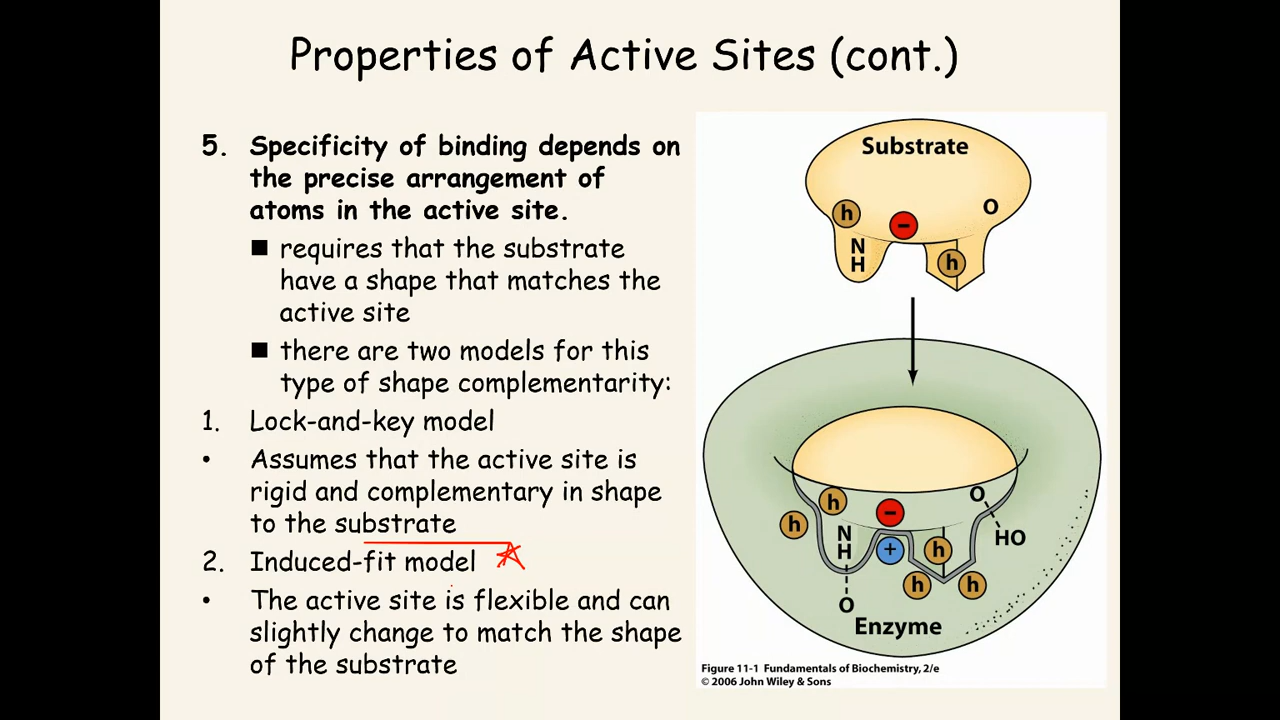 Properties of Active Sites (cont.)
5. Specificity of binding depends on
the precise arrangement of
atoms in the active site.
■ requires that the substrate
have a shape that matches the
active site
■ there are two models for this
type of shape complementarity:
1. Lock-and-key model
• Assumes that the active site is
rigid and complementary in shape
to the substrate
2. Induced-fit model
• The active site is flexible and can
slightly change to match the shape
of the substrate
Substrate
h
O
−
N
H
h
h
h
−
O
N
H
+
h
HO
h
h
O
Enzyme
Figure 11-1 Fundamentals of Biochemistry, 2/e
© 2006 John Wiley & Sons